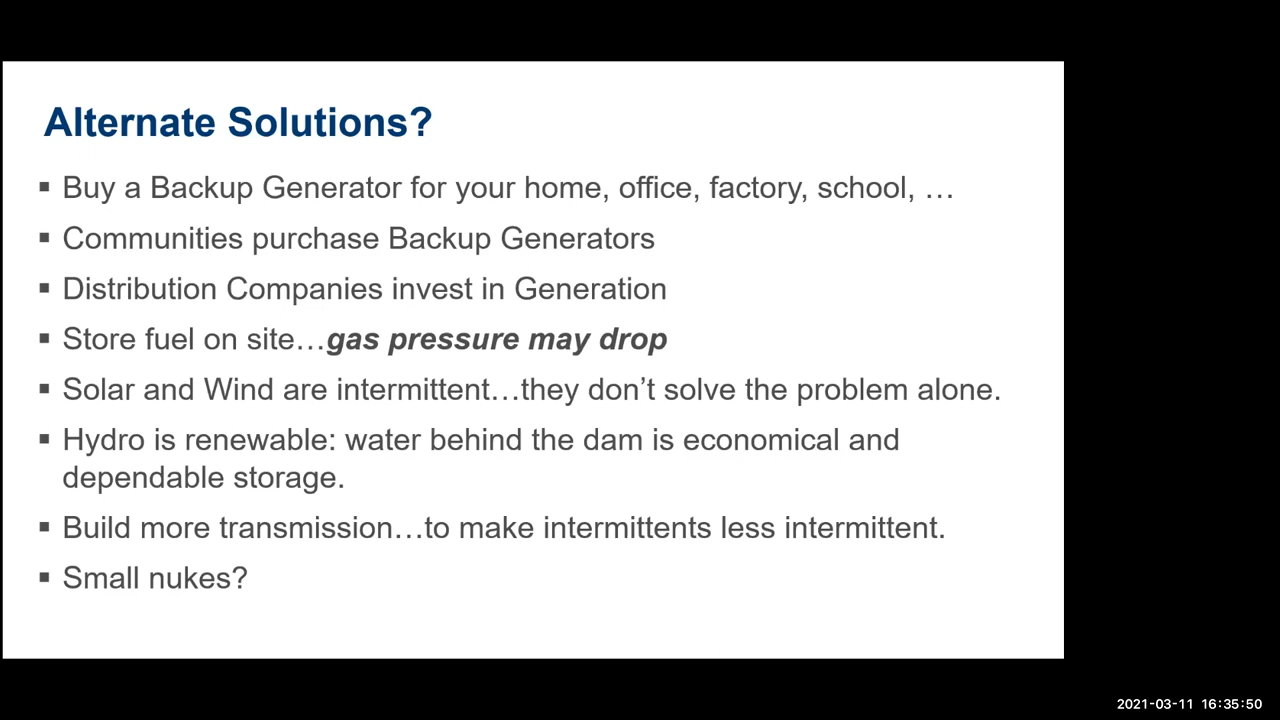 Alternate Solutions?
▪ Buy a Backup Generator for your home, office, factory, school, …
▪ Communities purchase Backup Generators
▪ Distribution Companies invest in Generation
▪ Store fuel on site…gas pressure may drop
▪ Solar and Wind are intermittent…they don’t solve the problem alone.
▪ Hydro is renewable: water behind the dam is economical and
dependable storage.
▪ Build more transmission…to make intermittents less intermittent.
▪ Small nukes?
2021-03-11 16:35:50